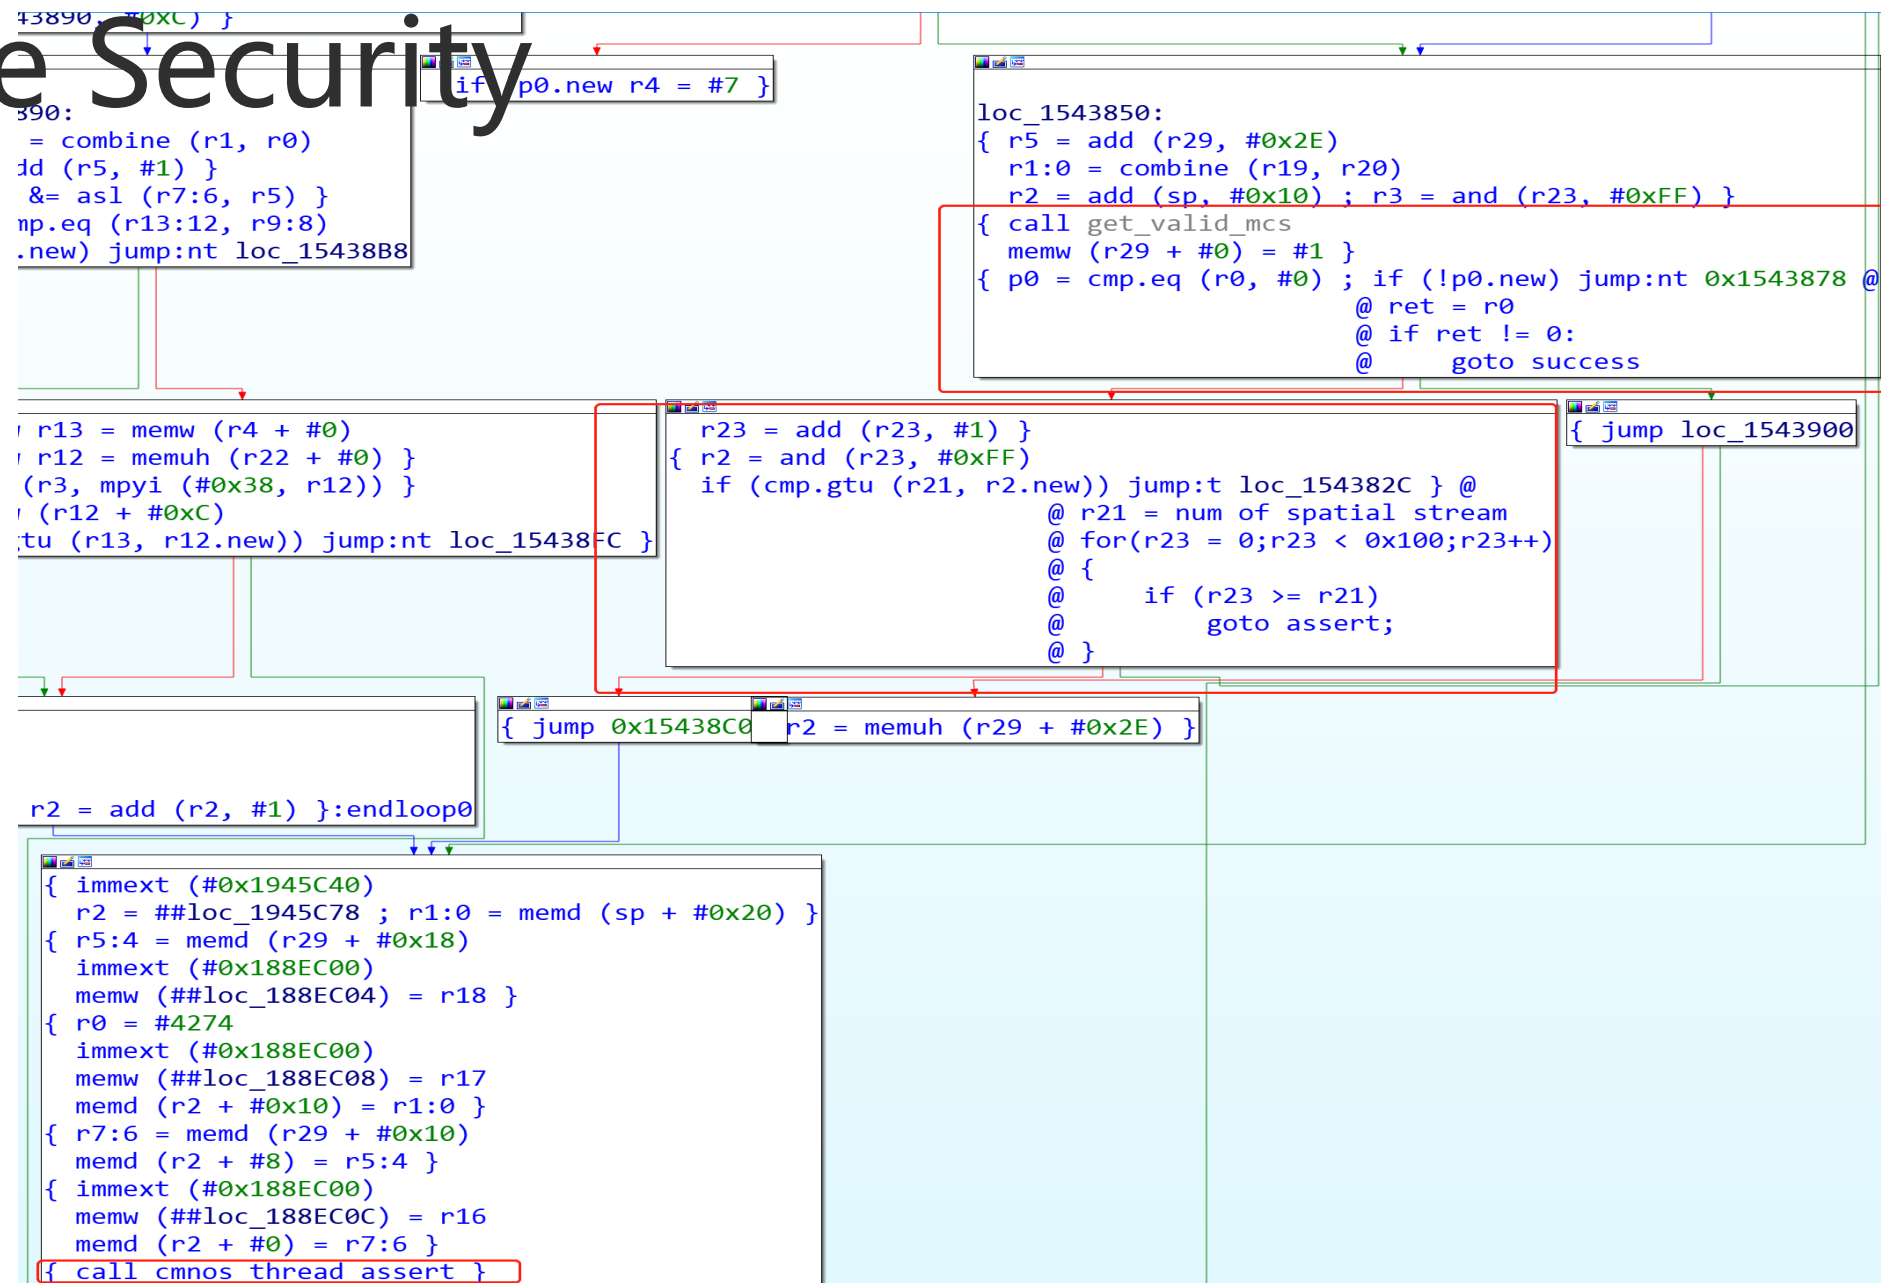 43890, #0xC) }
e Security
if p0.new r4 = #7 }
390:
= combine (r1, r0)
dd (r5, #1) }
&= asl (r7:6, r5) }
mp.eq (r13:12, r9:8)
.new) jump:nt loc_15438B8
loc_1543850:
{ r5 = add (r29, #0x2E)
r1:0 = combine (r19, r20)
r2 = add (sp, #0x10) ; r3 = and (r23, #0xFF) }
{ call get_valid_mcs
memw (r29 + #0) = #1 }
{ p0 = cmp.eq (r0, #0) ; if (!p0.new) jump:nt 0x1543878 @
@ ret = r0
@ if ret != 0:
@ goto success
r13 = memw (r4 + #0)
r12 = memuh (r22 + #0) }
(r3, mpyi (#0x38, r12)) }
(r12 + #0xC)
tu (r13, r12.new)) jump:nt loc_15438FC }
r23 = add (r23, #1) }
{ r2 = and (r23, #0xFF)
if (cmp.gtu (r21, r2.new)) jump:t loc_154382C } @
@ r21 = num of spatial stream
@ for(r23 = 0;r23 < 0x100;r23++)
@ {
@ if (r23 >= r21)
@ goto assert;
@ }
{ jump loc_1543900
{ jump 0x15438C0
r2 = memuh (r29 + #0x2E) }
r2 = add (r2, #1) }:endloop0
{ immext (#0x1945C40)
r2 = ##loc_1945C78 ; r1:0 = memd (sp + #0x20) }
{ r5:4 = memd (r29 + #0x18)
immext (#0x188EC00)
memw (##loc_188EC04) = r18 }
{ r0 = #4274
immext (#0x188EC00)
memw (##loc_188EC08) = r17
memd (r2 + #0x10) = r1:0 }
{ r7:6 = memd (r29 + #0x10)
memd (r2 + #8) = r5:4 }
{ immext (#0x188EC00)
memw (##loc_188EC0C) = r16
memd (r2 + #0) = r7:6 }
{ call cmnos_thread_assert }